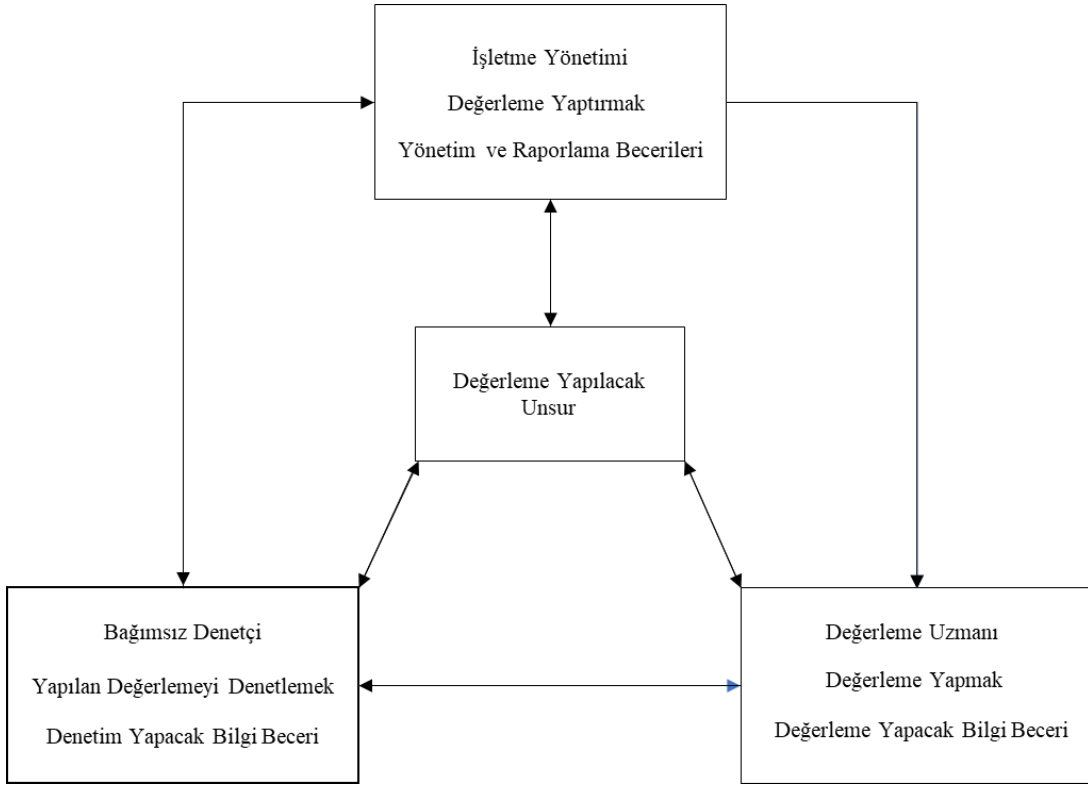 İşletme Yönetimi
Değerleme Yaptırmak
Yönetim ve Raporlama Becerileri
Değerleme Yapılacak
Unsur
Bağımsız Denetçi
Yapılan Değerlemeyi Denetlemek
Denetim Yapacak Bilgi Beceri
Değerleme Uzmanı
Değerleme Yapmak
Değerleme Yapacak Bilgi Beceri